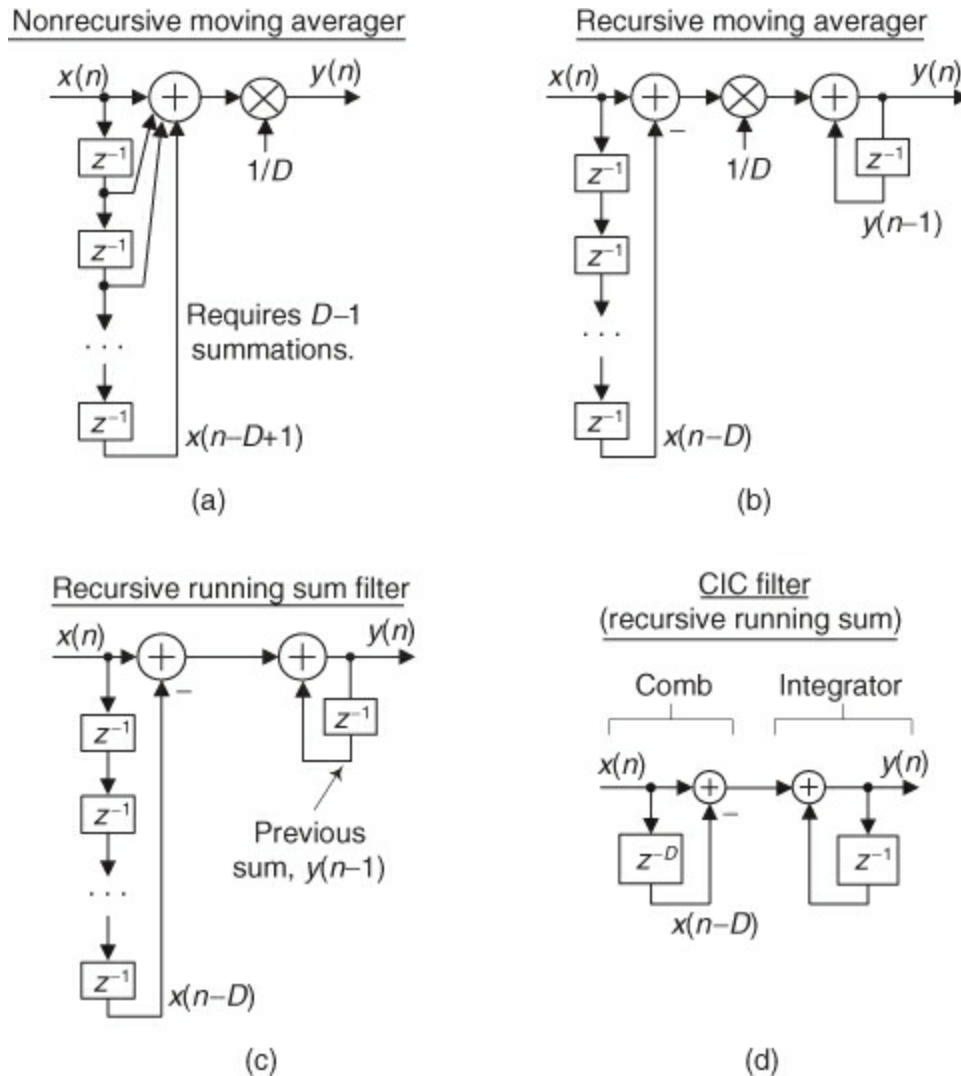 Nonrecursive moving averager
x(n)
y(n)
z⁻¹
1/D
z⁻¹
Requires D–1
summations.
. . .
z⁻¹
x(n–D+1)
(a)
Recursive moving averager
x(n)
y(n)
–
z⁻¹
1/D
z⁻¹
y(n–1)
z⁻¹
. . .
z⁻¹
x(n–D)
(b)
Recursive running sum filter
x(n)
y(n)
–
z⁻¹
z⁻¹
z⁻¹
Previous
sum, y(n–1)
. . .
z⁻¹
x(n–D)
(c)
CIC filter
(recursive running sum)
Comb
Integrator
x(n)
y(n)
–
z⁻ᴰ
z⁻¹
x(n–D)
(d)